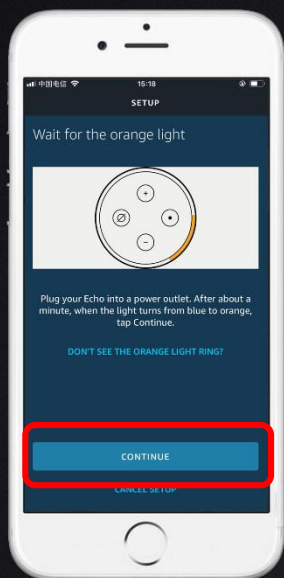 中国电信 15:18
SETUP
Wait for the orange light
+
−
Plug your Echo into a power outlet. After about a
minute, when the light turns from blue to orange,
tap Continue.
DON'T SEE THE ORANGE LIGHT RING?
CONTINUE
CANCEL SETUP